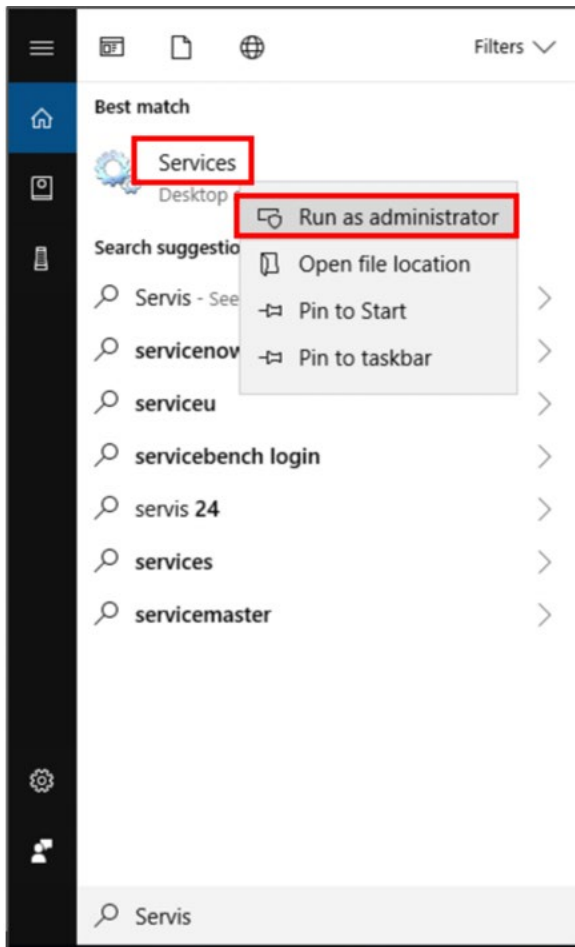 Filters
Best match
Services
Desktop
Run as administrator
Search suggestio
Open file location
Servis - See
Pin to Start
servicenow
Pin to taskbar
serviceu
servicebench login
servis 24
services
servicemaster
Servis